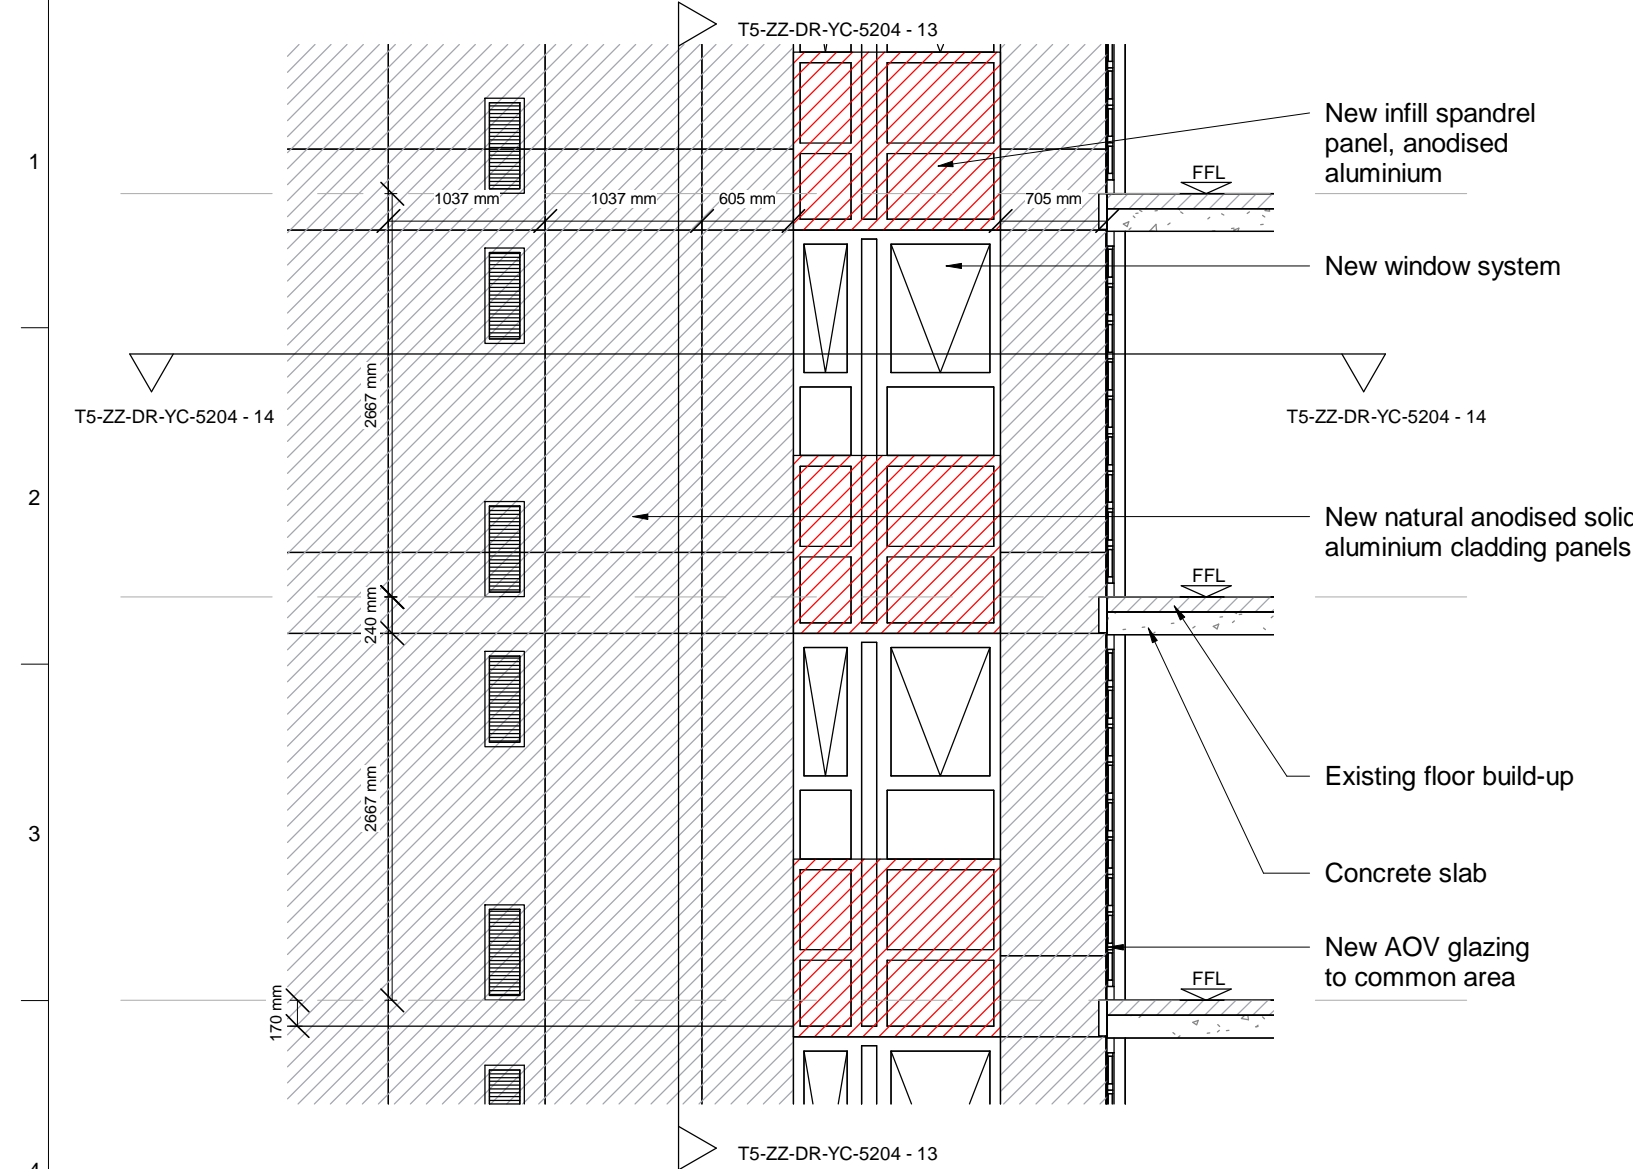 T5-ZZ-DR-YC-5204 - 13
New infill spandrel
panel, anodised
aluminium
1
FFL
1037 mm
1037 mm
605 mm
705 mm
New window system
2667 mm
T5-ZZ-DR-YC-5204 - 14
T5-ZZ-DR-YC-5204 - 14
2
New natural anodised solid
aluminium cladding panels
FFL
240 mm
Existing floor build-up
2667 mm
3
Concrete slab
New AOV glazing
to common area
FFL
170 mm
T5-ZZ-DR-YC-5204 - 13
4